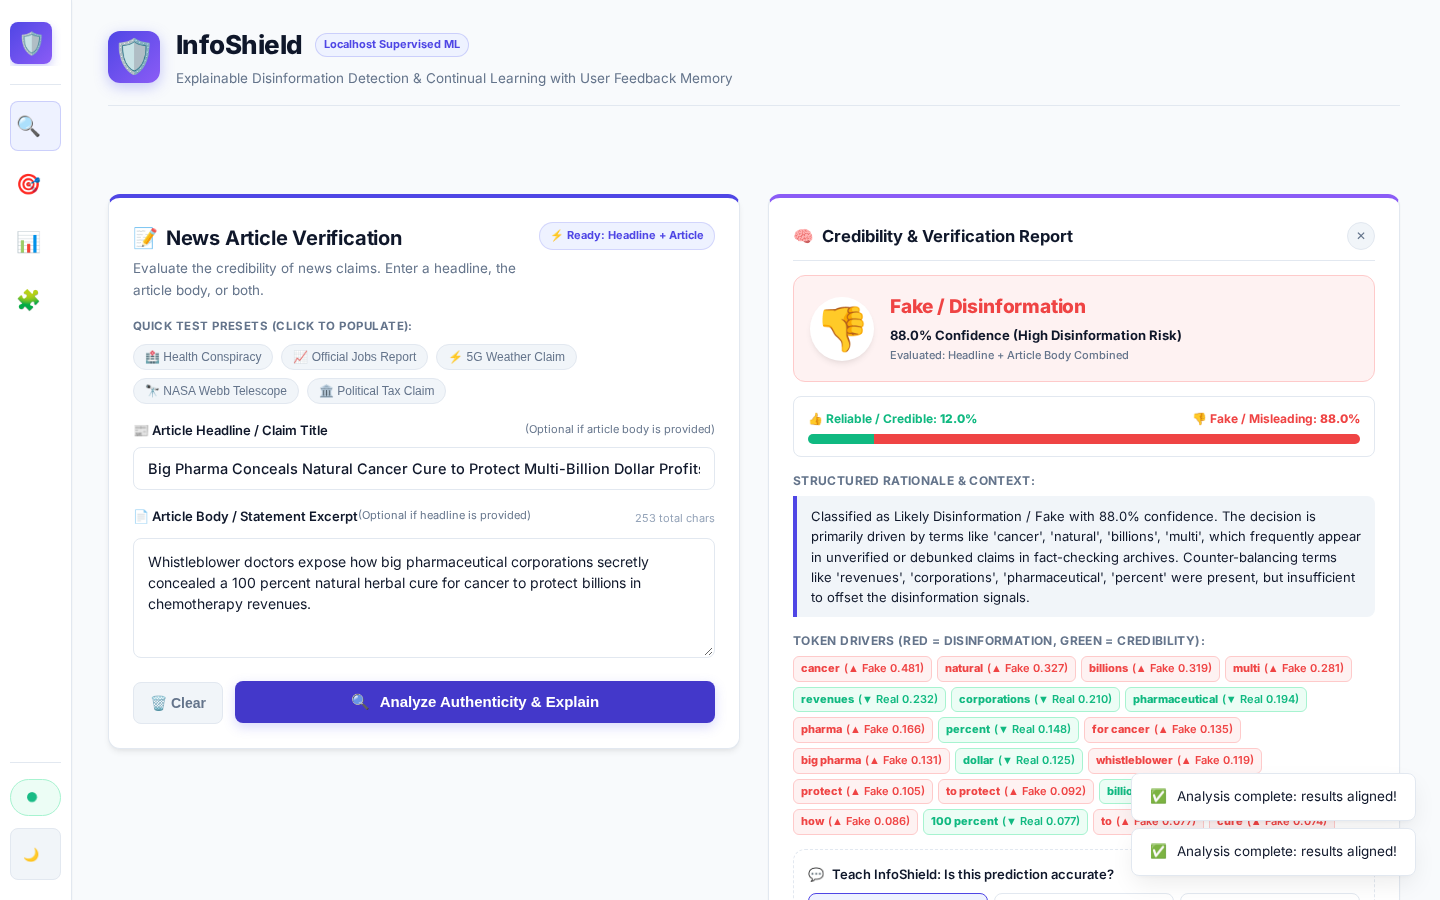 InfoShield
Localhost Supervised ML
Explainable Disinformation Detection & Continual Learning with User Feedback Memory
News Article Verification
Ready: Headline + Article
Evaluate the credibility of news claims. Enter a headline, the
article body, or both.
QUICK TEST PRESETS (CLICK TO POPULATE):
Health Conspiracy
Official Jobs Report
5G Weather Claim
NASA Webb Telescope
Political Tax Claim
Article Headline / Claim Title
(Optional if article body is provided)
Big Pharma Conceals Natural Cancer Cure to Protect Multi-Billion Dollar Profits
Article Body / Statement Excerpt(Optional if headline is provided)
253 total chars
Whistleblower doctors expose how big pharmaceutical corporations secretly
concealed a 100 percent natural herbal cure for cancer to protect billions in
chemotherapy revenues.
Clear
Analyze Authenticity & Explain
Credibility & Verification Report
×
Fake / Disinformation
88.0% Confidence (High Disinformation Risk)
Evaluated: Headline + Article Body Combined
Reliable / Credible: 12.0%
Fake / Misleading: 88.0%
STRUCTURED RATIONALE & CONTEXT:
Classified as Likely Disinformation / Fake with 88.0% confidence. The decision is
primarily driven by terms like 'cancer', 'natural', 'billions', 'multi', which frequently appear
in unverified or debunked claims in fact-checking archives. Counter-balancing terms
like 'revenues', 'corporations', 'pharmaceutical', 'percent' were present, but insufficient
to offset the disinformation signals.
TOKEN DRIVERS (RED = DISINFORMATION, GREEN = CREDIBILITY):
cancer (▲ Fake 0.481) natural (▲ Fake 0.327) billions (▲ Fake 0.319) multi (▲ Fake 0.281)
revenues (▼ Real 0.232) corporations (▼ Real 0.210) pharmaceutical (▼ Real 0.194)
pharma (▲ Fake 0.166) percent (▼ Real 0.148) for cancer (▲ Fake 0.135)
big pharma (▲ Fake 0.131) dollar (▼ Real 0.125) whistleblower (▲ Fake 0.119)
protect (▲ Fake 0.105) to protect (▲ Fake 0.092)
how (▲ Fake 0.086) 100 percent (▼ Real 0.077) to (▲ Fake 0.077) cure (▲ Fake 0.074)
Analysis complete: results aligned!
Analysis complete: results aligned!
Teach InfoShield: Is this prediction accurate?